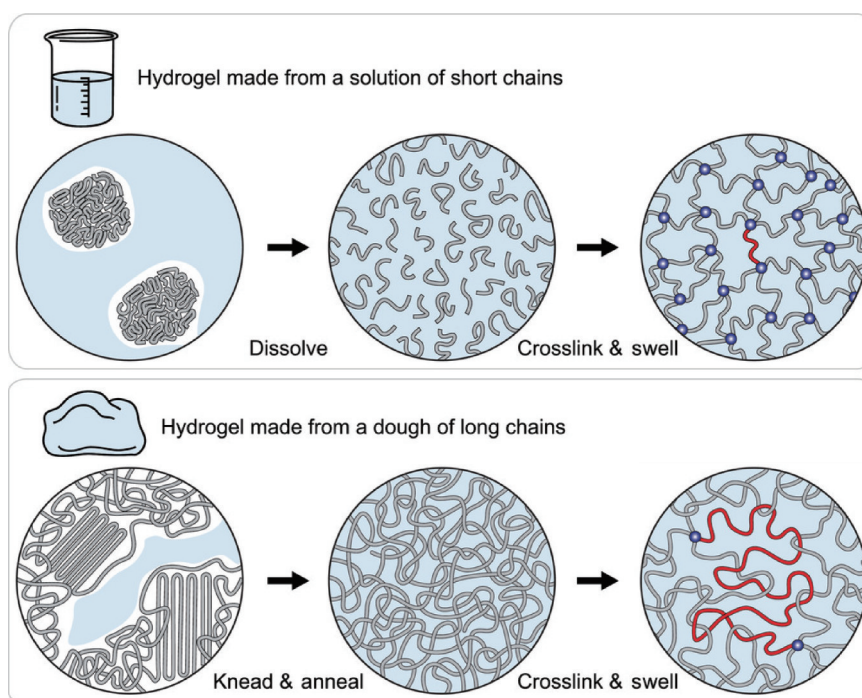 Hydrogel made from a solution of short chains
Dissolve
Crosslink & swell
Hydrogel made from a dough of long chains
Knead & anneal
Crosslink & swell